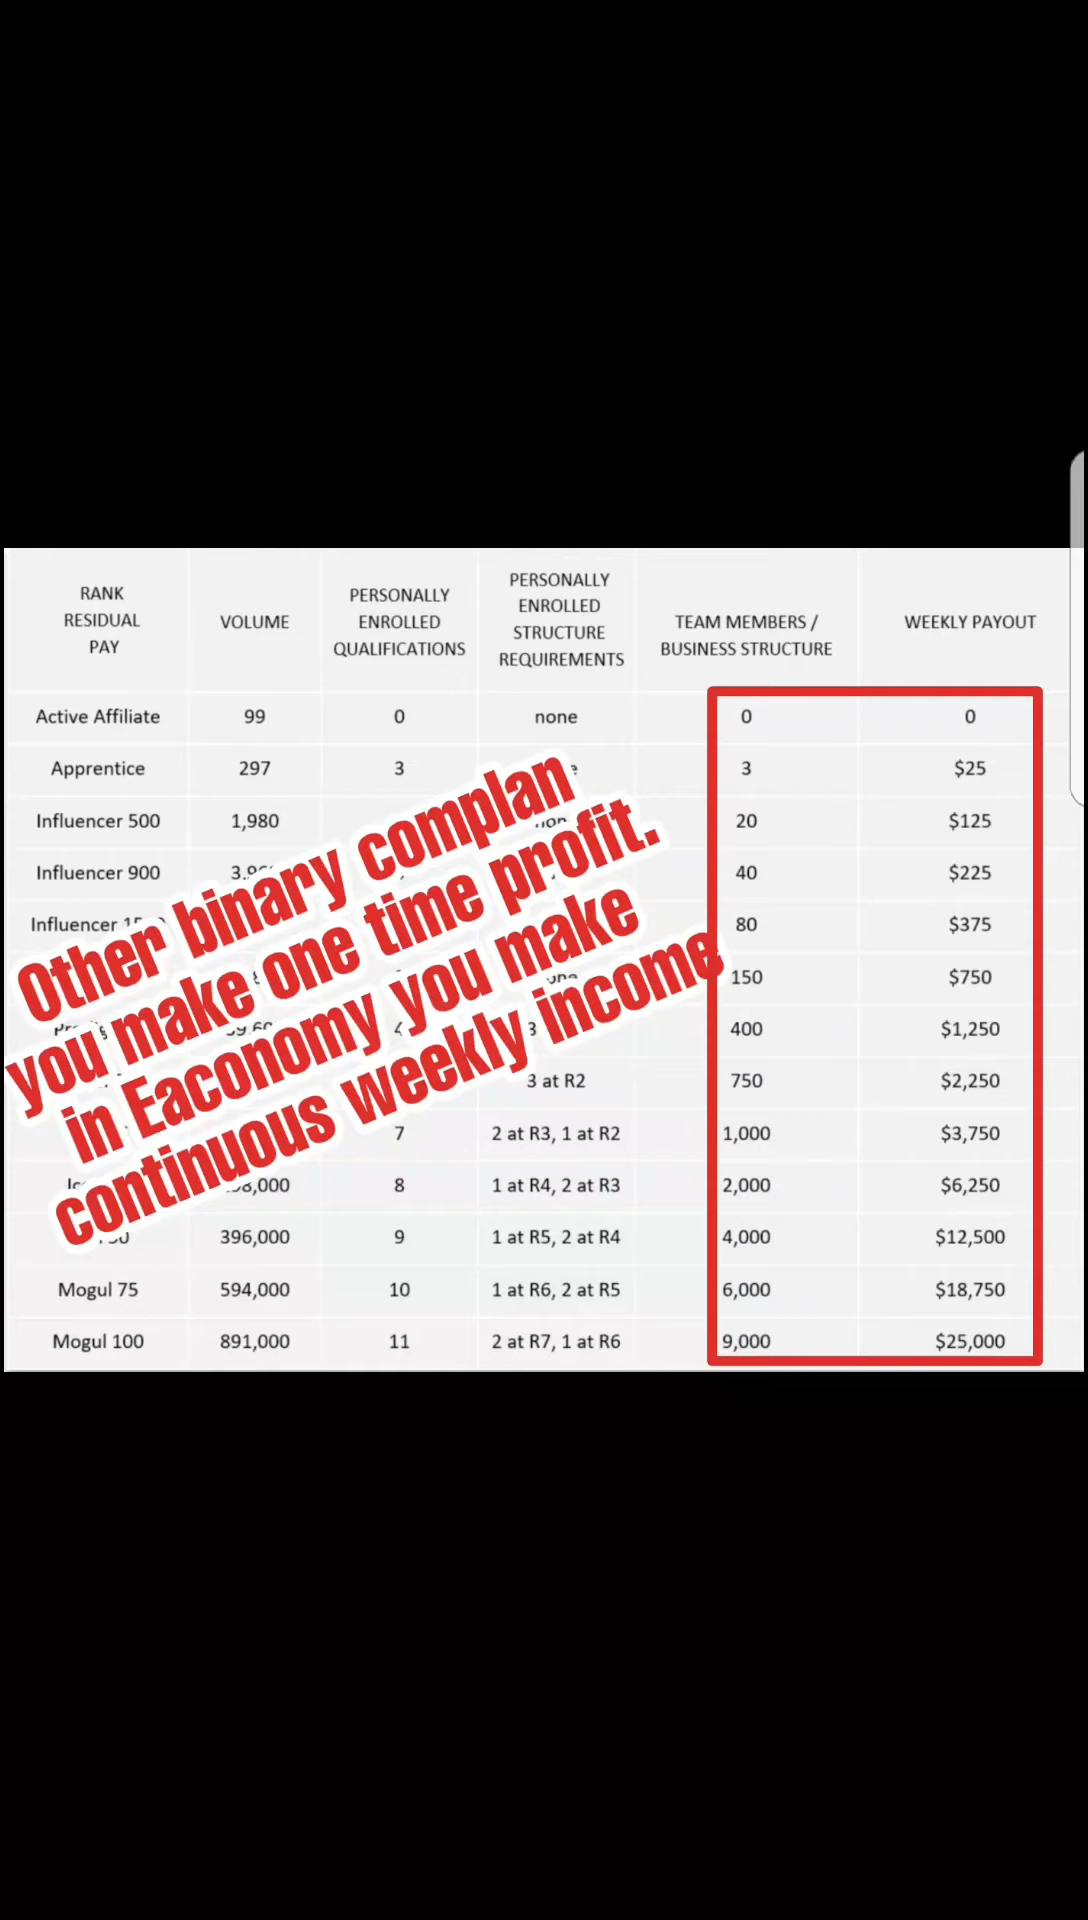 RANK
RESIDUAL
PAY
VOLUME
PERSONALLY
ENROLLED
QUALIFICATIONS
PERSONALLY
ENROLLED
STRUCTURE
REQUIREMENTS
TEAM MEMBERS /
BUSINESS STRUCTURE
WEEKLY PAYOUT
Active Affiliate 99 0 none 0 0
Apprentice 297 3 3 $25
Influencer 500 1,980 20 $125
Influencer 900 40 $225
Influencer 80 $375
150 $750
400 $1,250
3 at R2 750 $2,250
7 2 at R3, 1 at R2 1,000 $3,750
8 1 at R4, 2 at R3 2,000 $6,250
396,000 9 1 at R5, 2 at R4 4,000 $12,500
Mogul 75 594,000 10 1 at R6, 2 at R5 6,000 $18,750
Mogul 100 891,000 11 2 at R7, 1 at R6 9,000 $25,000
Other binary complan
you make one time profit.
in Eaconomy you make
continuous weekly income